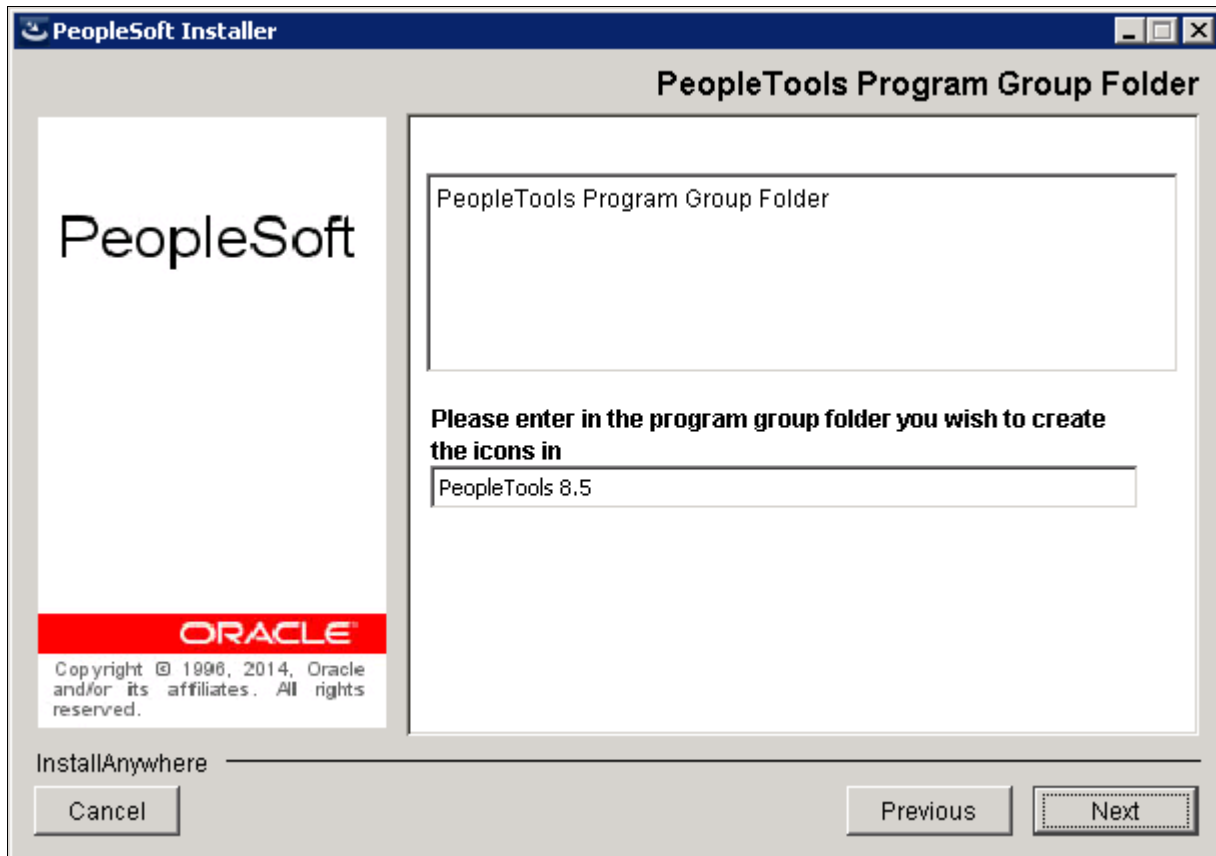 PeopleSoft Installer
PeopleTools Program Group Folder
PeopleSoft
PeopleTools Program Group Folder
Please enter in the program group folder you wish to create
the icons in
PeopleTools 8.5
ORACLE
Copyright © 1996, 2014, Oracle
and/or its affiliates. All rights
reserved.
InstallAnywhere
Cancel
Previous
Next